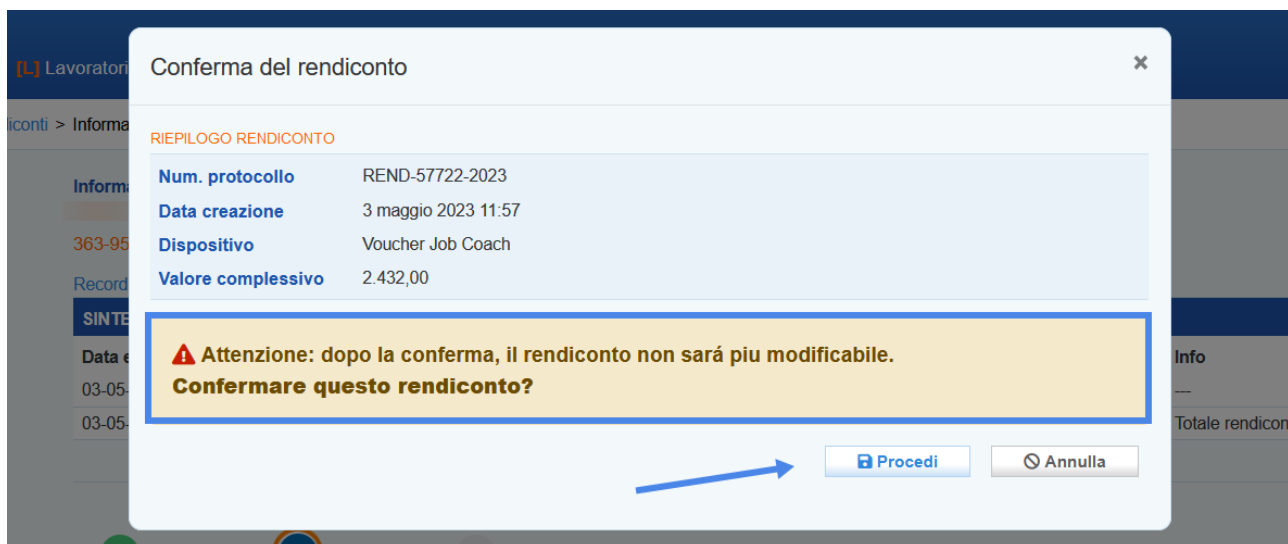 [L] Lavoratori
Conferma del rendiconto
iconti > Informa
RIEPILOGO RENDICONTO
Num. protocollo REND-57722-2023
Informa
Data creazione 3 maggio 2023 11:57
363-95
Dispositivo Voucher Job Coach
Record
Valore complessivo 2.432,00
SINTE
Attenzione: dopo la conferma, il rendiconto non sará piu modificabile.
Data e
Info
Confermare questo rendiconto?
03-05-
---
03-05-
Totale rendicon
Procedi
Annulla